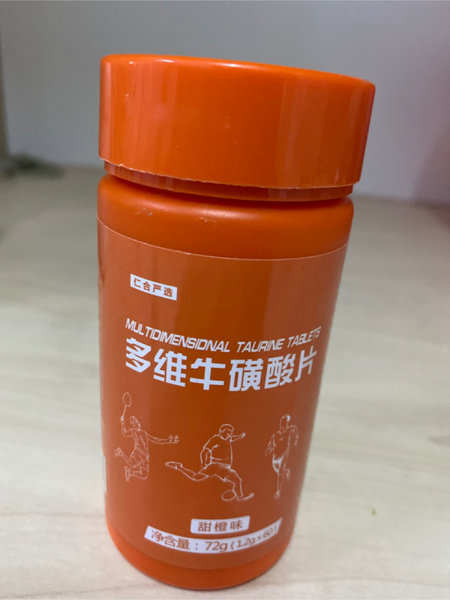 仁合严选
MULTIDIMENSIONAL TAURINE TABLETS
多维牛磺酸片
甜橙味
净含量：72g(1.2g×60)